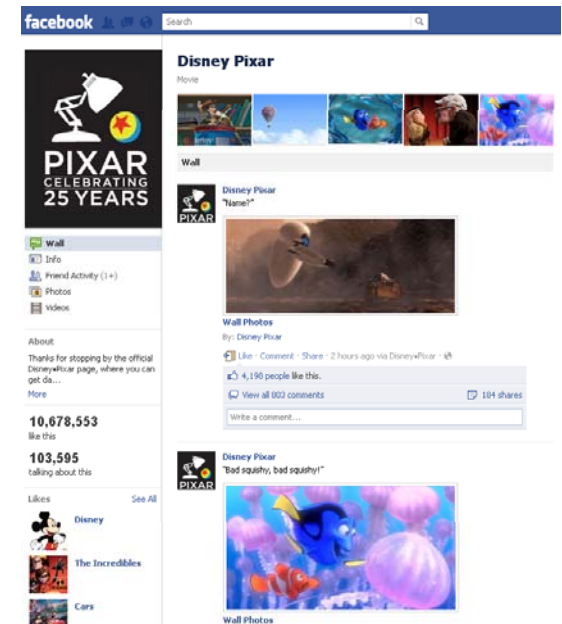 facebook
Search
PIXAR
CELEBRATING
25 YEARS
Wall
Info
Friend Activity (1+)
Photos
Videos
About
Thanks for stopping by the official
Disney•Pixar page, where you can
get da...
More
10,678,553
like this
103,595
talking about this
Likes
See All
Disney
The Incredibles
Cars
Disney Pixar
Movie
Wall
PIXAR
Disney Pixar
"Name?"
Wall Photos
By: Disney Pixar
Like · Comment · Share · 2 hours ago via Disney•Pixar ·
4,198 people like this.
View all 803 comments
184 shares
Write a comment...
PIXAR
Disney Pixar
"Bad squishy, bad squishy!"
Wall Photos